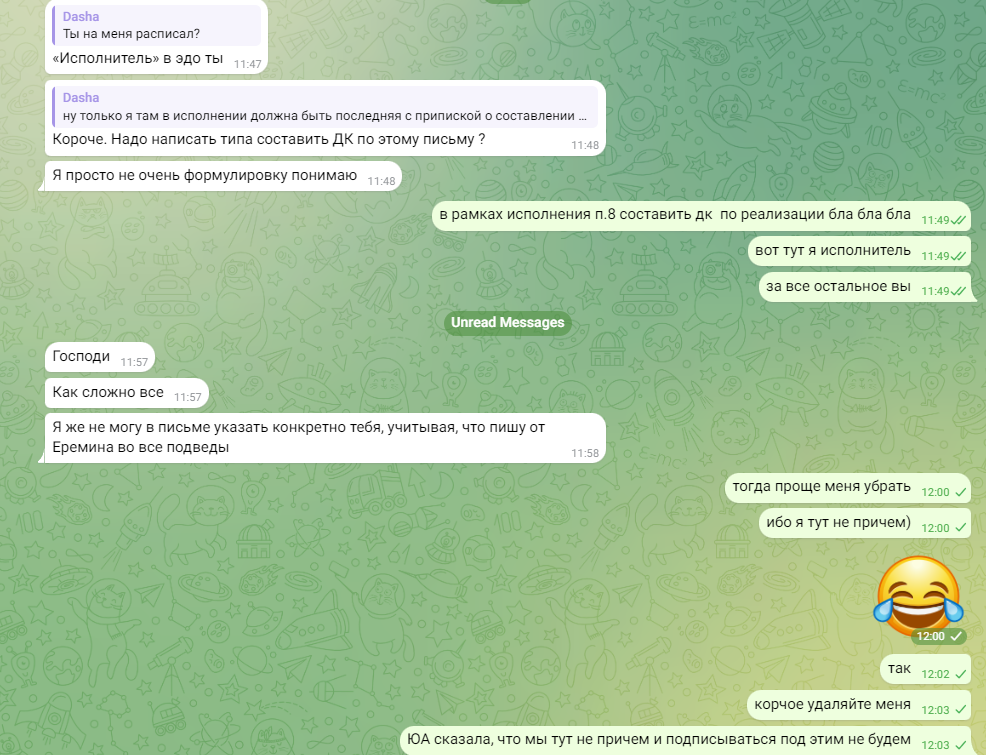 Dasha
Ты на меня расписал?
«Исполнитель» в эдо ты 11:47
Dasha
ну только я там в исполнении должна быть последняя с припиской о составлении ...
Короче. Надо написать типа составить ДК по этому письму ?
11:48
Я просто не очень формулировку понимаю 11:48
в рамках исполнения п.8 составить дк по реализации бла бла бла 11:49
вот тут я исполнитель 11:49
за все остальное вы 11:49
Unread Messages
Господи 11:57
Как сложно все 11:57
Я же не могу в письме указать конкретно тебя, учитывая, что пишу от
Еремина во все подведы
11:58
тогда проще меня убрать 12:00
ибо я тут не причем) 12:00
12:00
так 12:02
корчое удаляйте меня 12:03
ЮА сказала, что мы тут не причем и подписываться под этим не будем 12:03